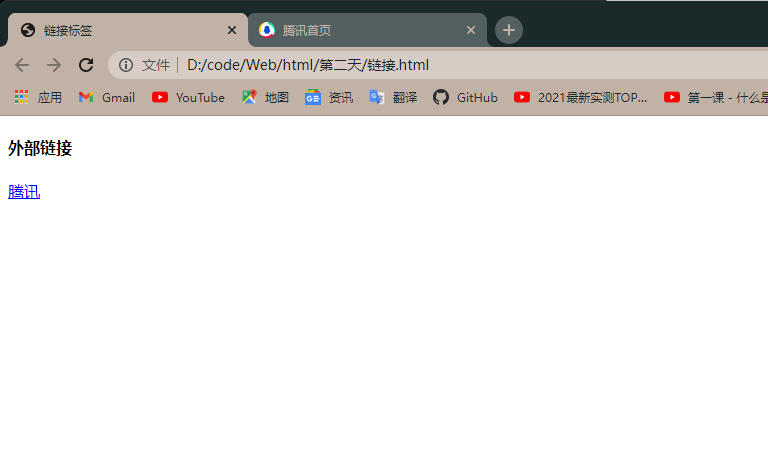 链接标签 腾讯首页
文件 D:/code/Web/html/第二天/链接.html
应用 Gmail YouTube 地图 资讯 翻译 GitHub 2021最新实测TOP... 第一课 - 什么是
外部链接
腾讯